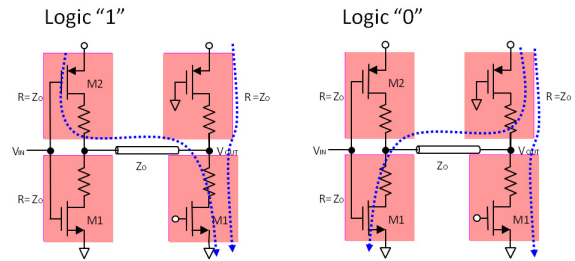 Logic “1”
Logic “0”
M2
R=Zo
R=Zo
VIN
VOUT
Zo
R=Zo
M1
M1
M2
R=Zo
R=Zo
VIN
VOUT
Zo
R=Zo
M1
M1